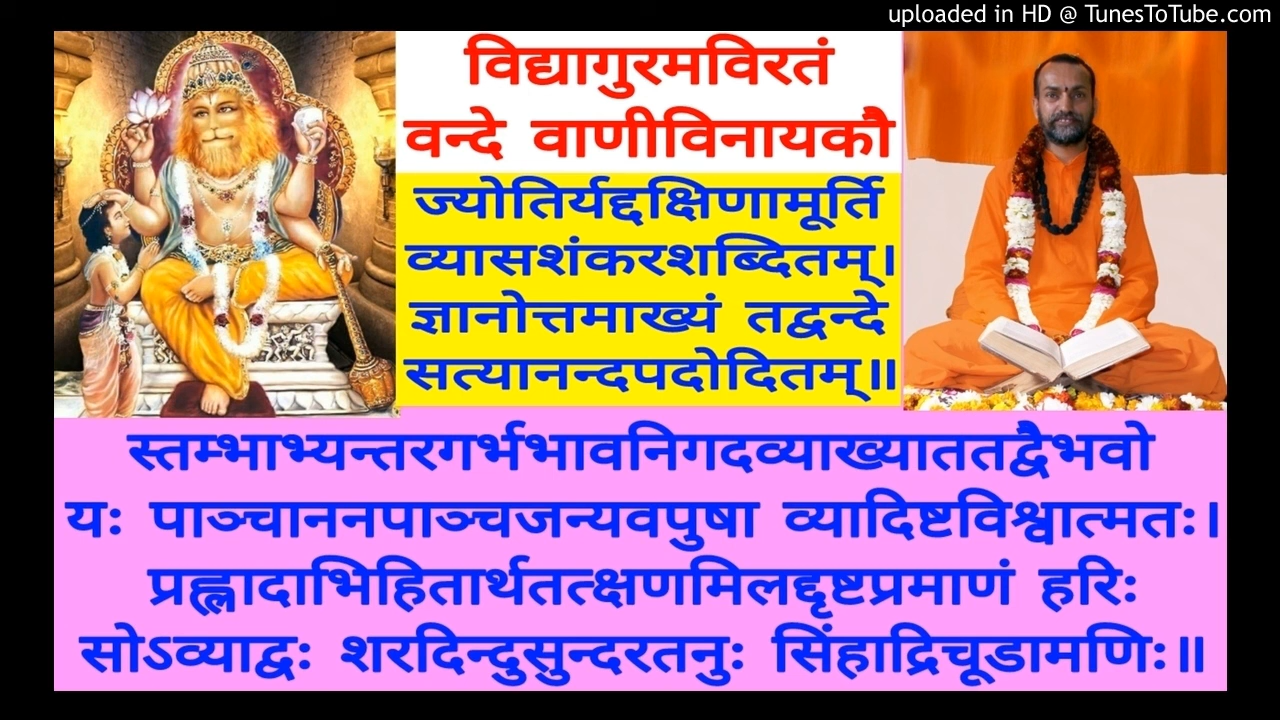 uploaded in HD @ TunesToTube.com
विद्यागुरमविरतं
वन्दे वाणीविनायकौ
ज्योतिर्यद्दक्षिणामूर्ति
व्यासशंकरशब्दितम्।
ज्ञानोत्तमाख्यं तद्वन्दे
सत्यानन्दपदोदितम्॥
स्तम्भाभ्यन्तरगर्भभावनिगदव्याख्याततद्वैभवो
यः पाञ्चाननपाञ्चजन्यवपुषा व्यादिष्टविश्वात्मतः।
प्रह्लादाभिहितार्थतत्क्षणमिलद्दृष्टप्रमाणं हरिः
सोऽव्याद्वः शरदिन्दुसुन्दरतनुः सिंहाद्रिचूडामणिः॥